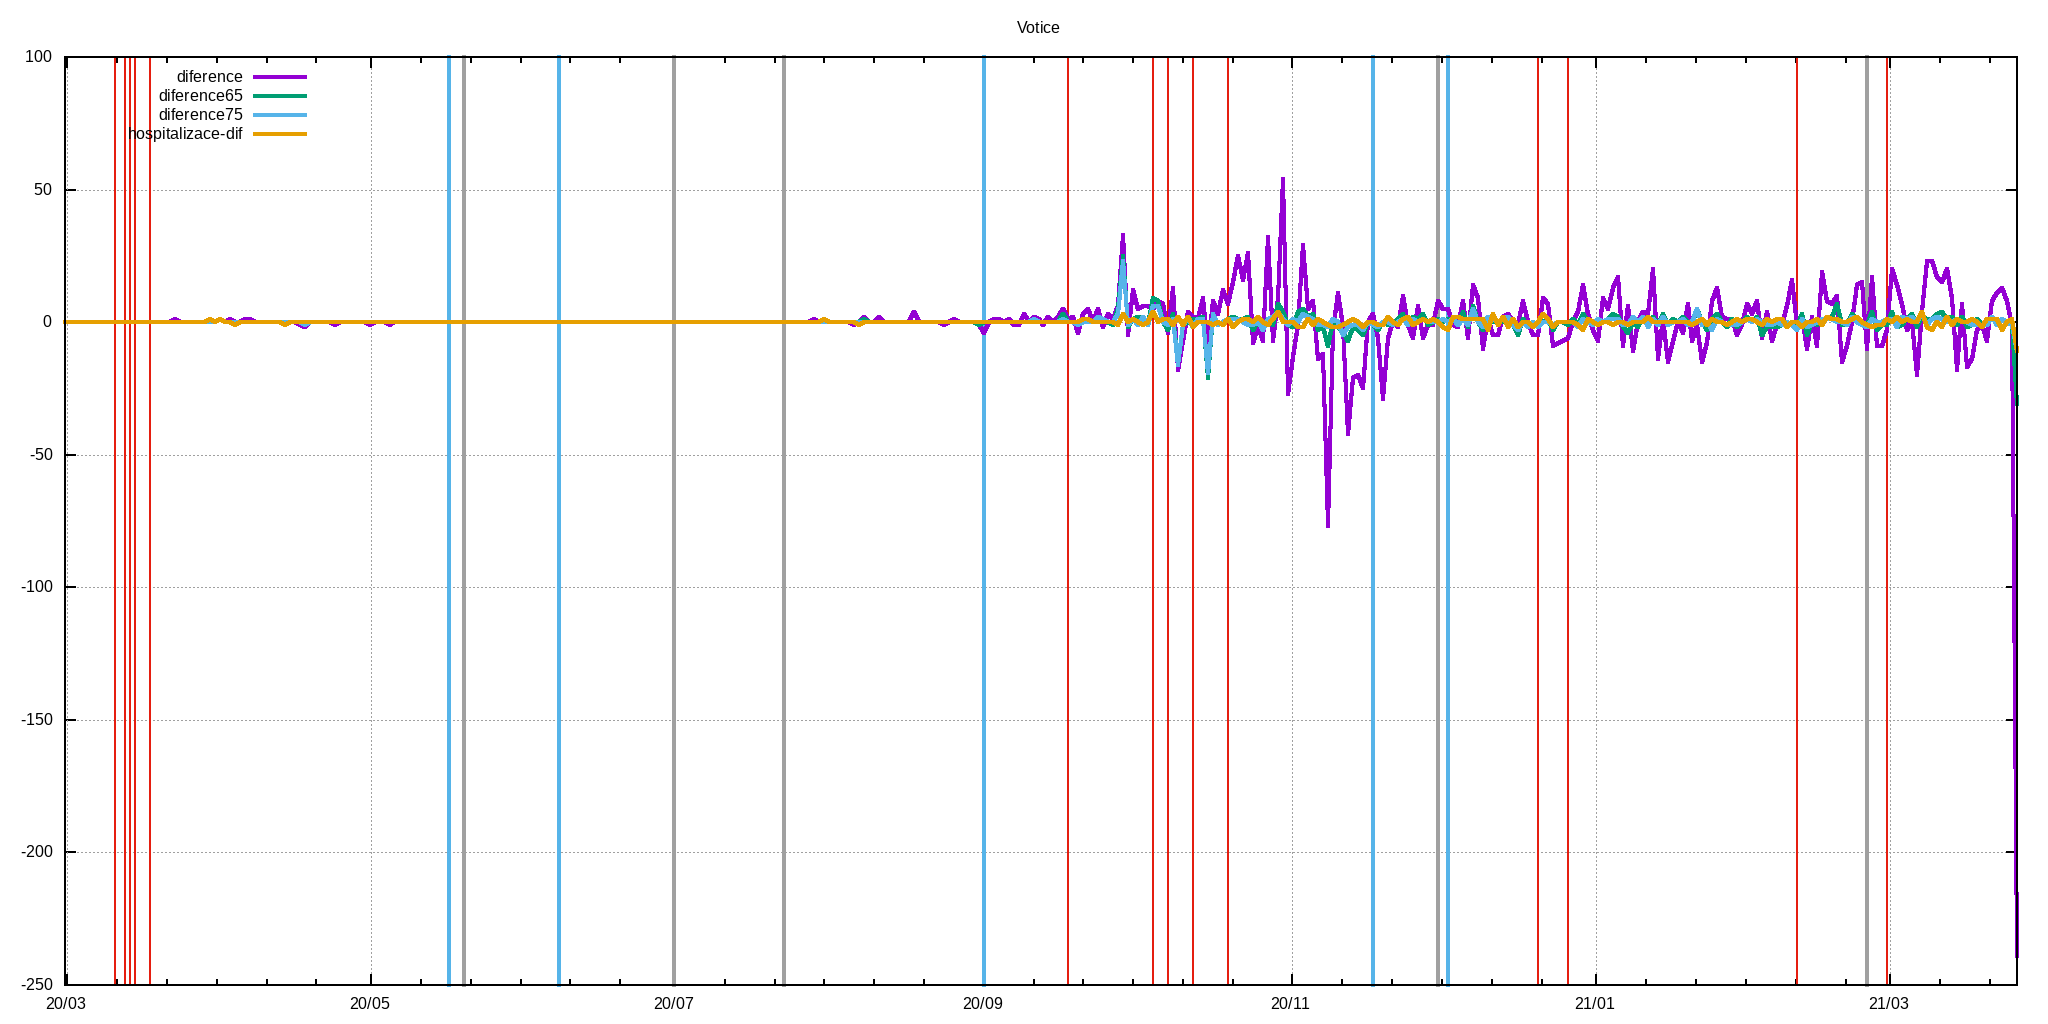 Votice
100
diference
diference65
diference75
hospitalizace-dif
50
0
-50
-100
-150
-200
-250
20/03 20/05 20/07 20/09 20/11 21/01 21/03